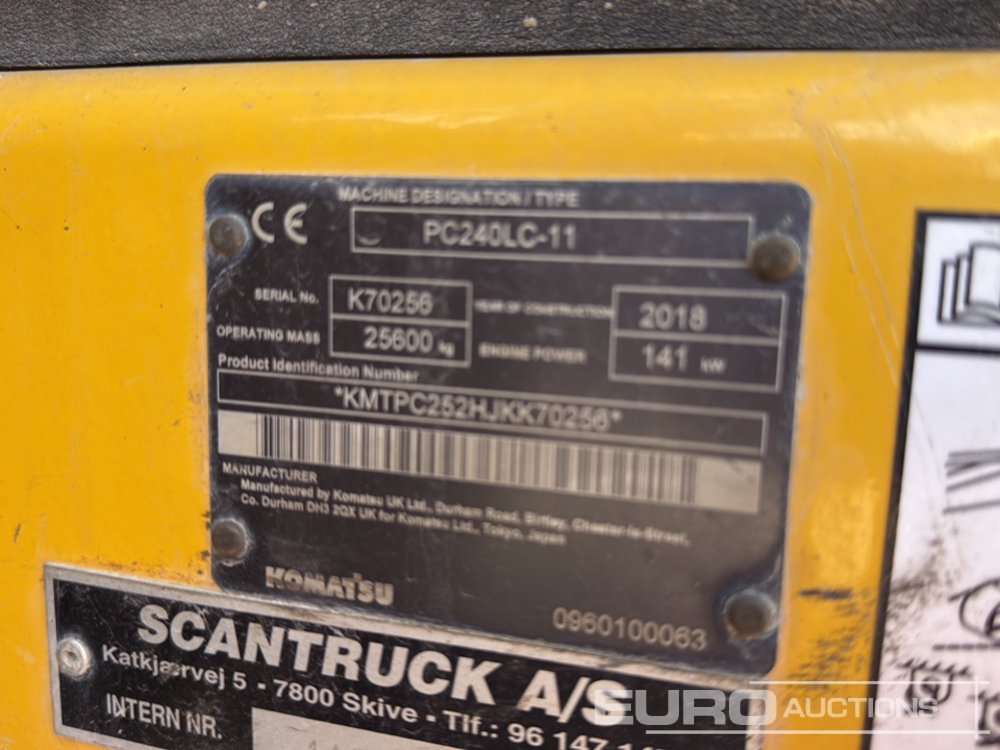 CE
MACHINE DESIGNATION / TYPE
PC240LC-11
SERIAL No. K70256 YEAR OF CONSTRUCTION 2018
OPERATING MASS 25600 kg ENGINE POWER 141 kW
Product Identification Number
*KMTPC252HJKK70256*
MANUFACTURER
Manufactured by Komatsu UK Ltd., Durham Road, Birtley, Chester-le-Street,
Co. Durham DH3 2QX UK for Komatsu Ltd., Tokyo, Japan
KOMATSU
0960100063
SCANTRUCK A/S
Katkjærvej 5 - 7800 Skive - Tlf.: 96 147 14
INTERN NR.
EURO AUCTIONS